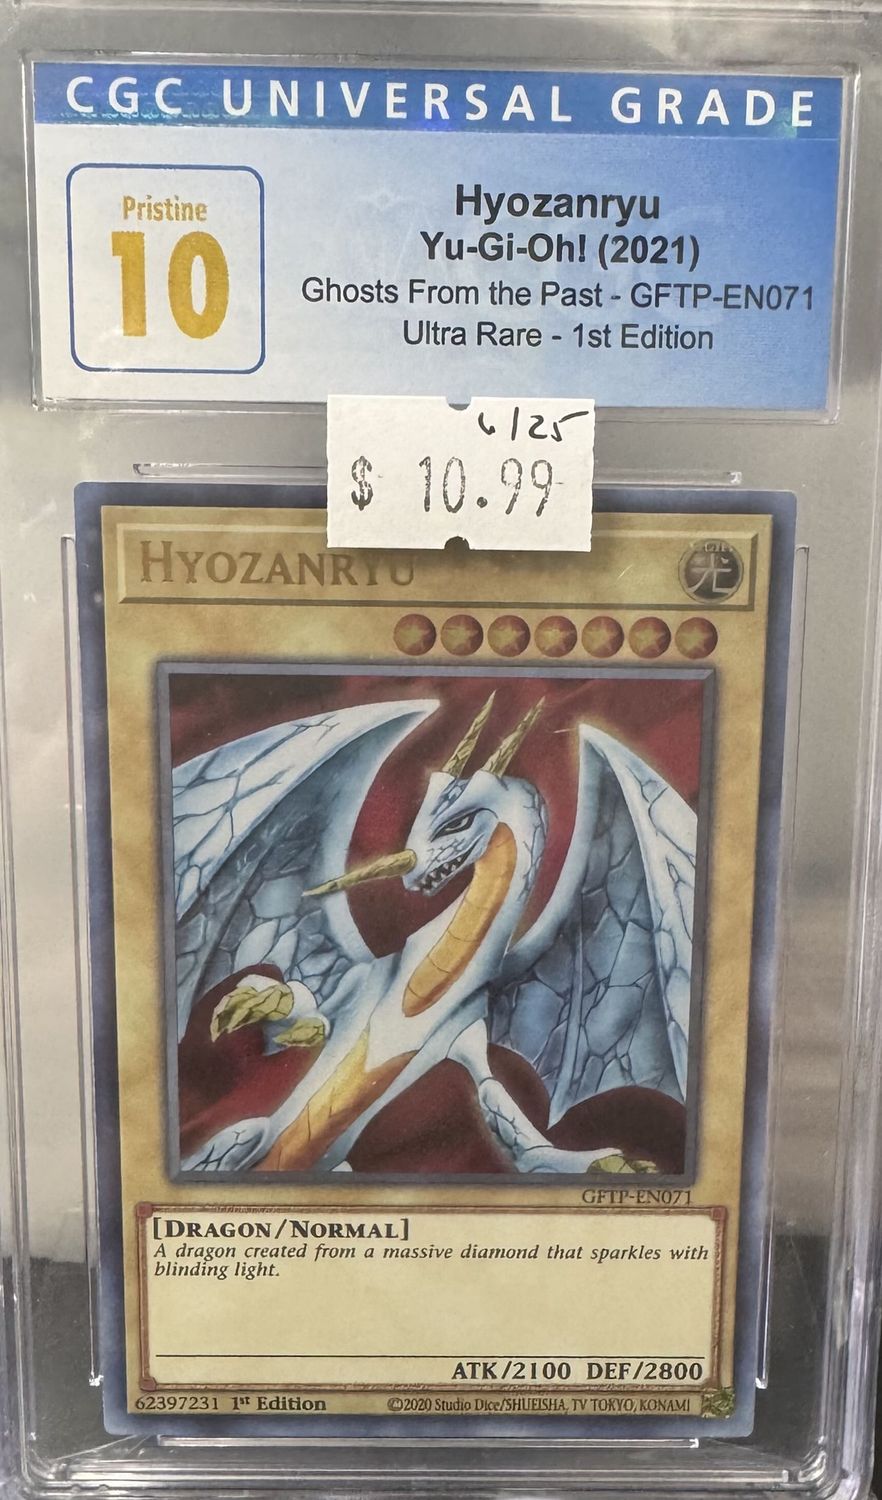 CGC UNIVERSAL GRADE
Pristine
10
Hyozanryu
Yu-Gi-Oh! (2021)
Ghosts From the Past - GFTP-EN071
Ultra Rare - 1st Edition
6/25
$ 10.99
HYOZANRYU
光
GFTP-EN071
[DRAGON/NORMAL]
A dragon created from a massive diamond that sparkles with
blinding light.
ATK/2100 DEF/2800
62397231 1st Edition
©2020 Studio Dice/SHUEISHA, TV TOKYO, KONAMI